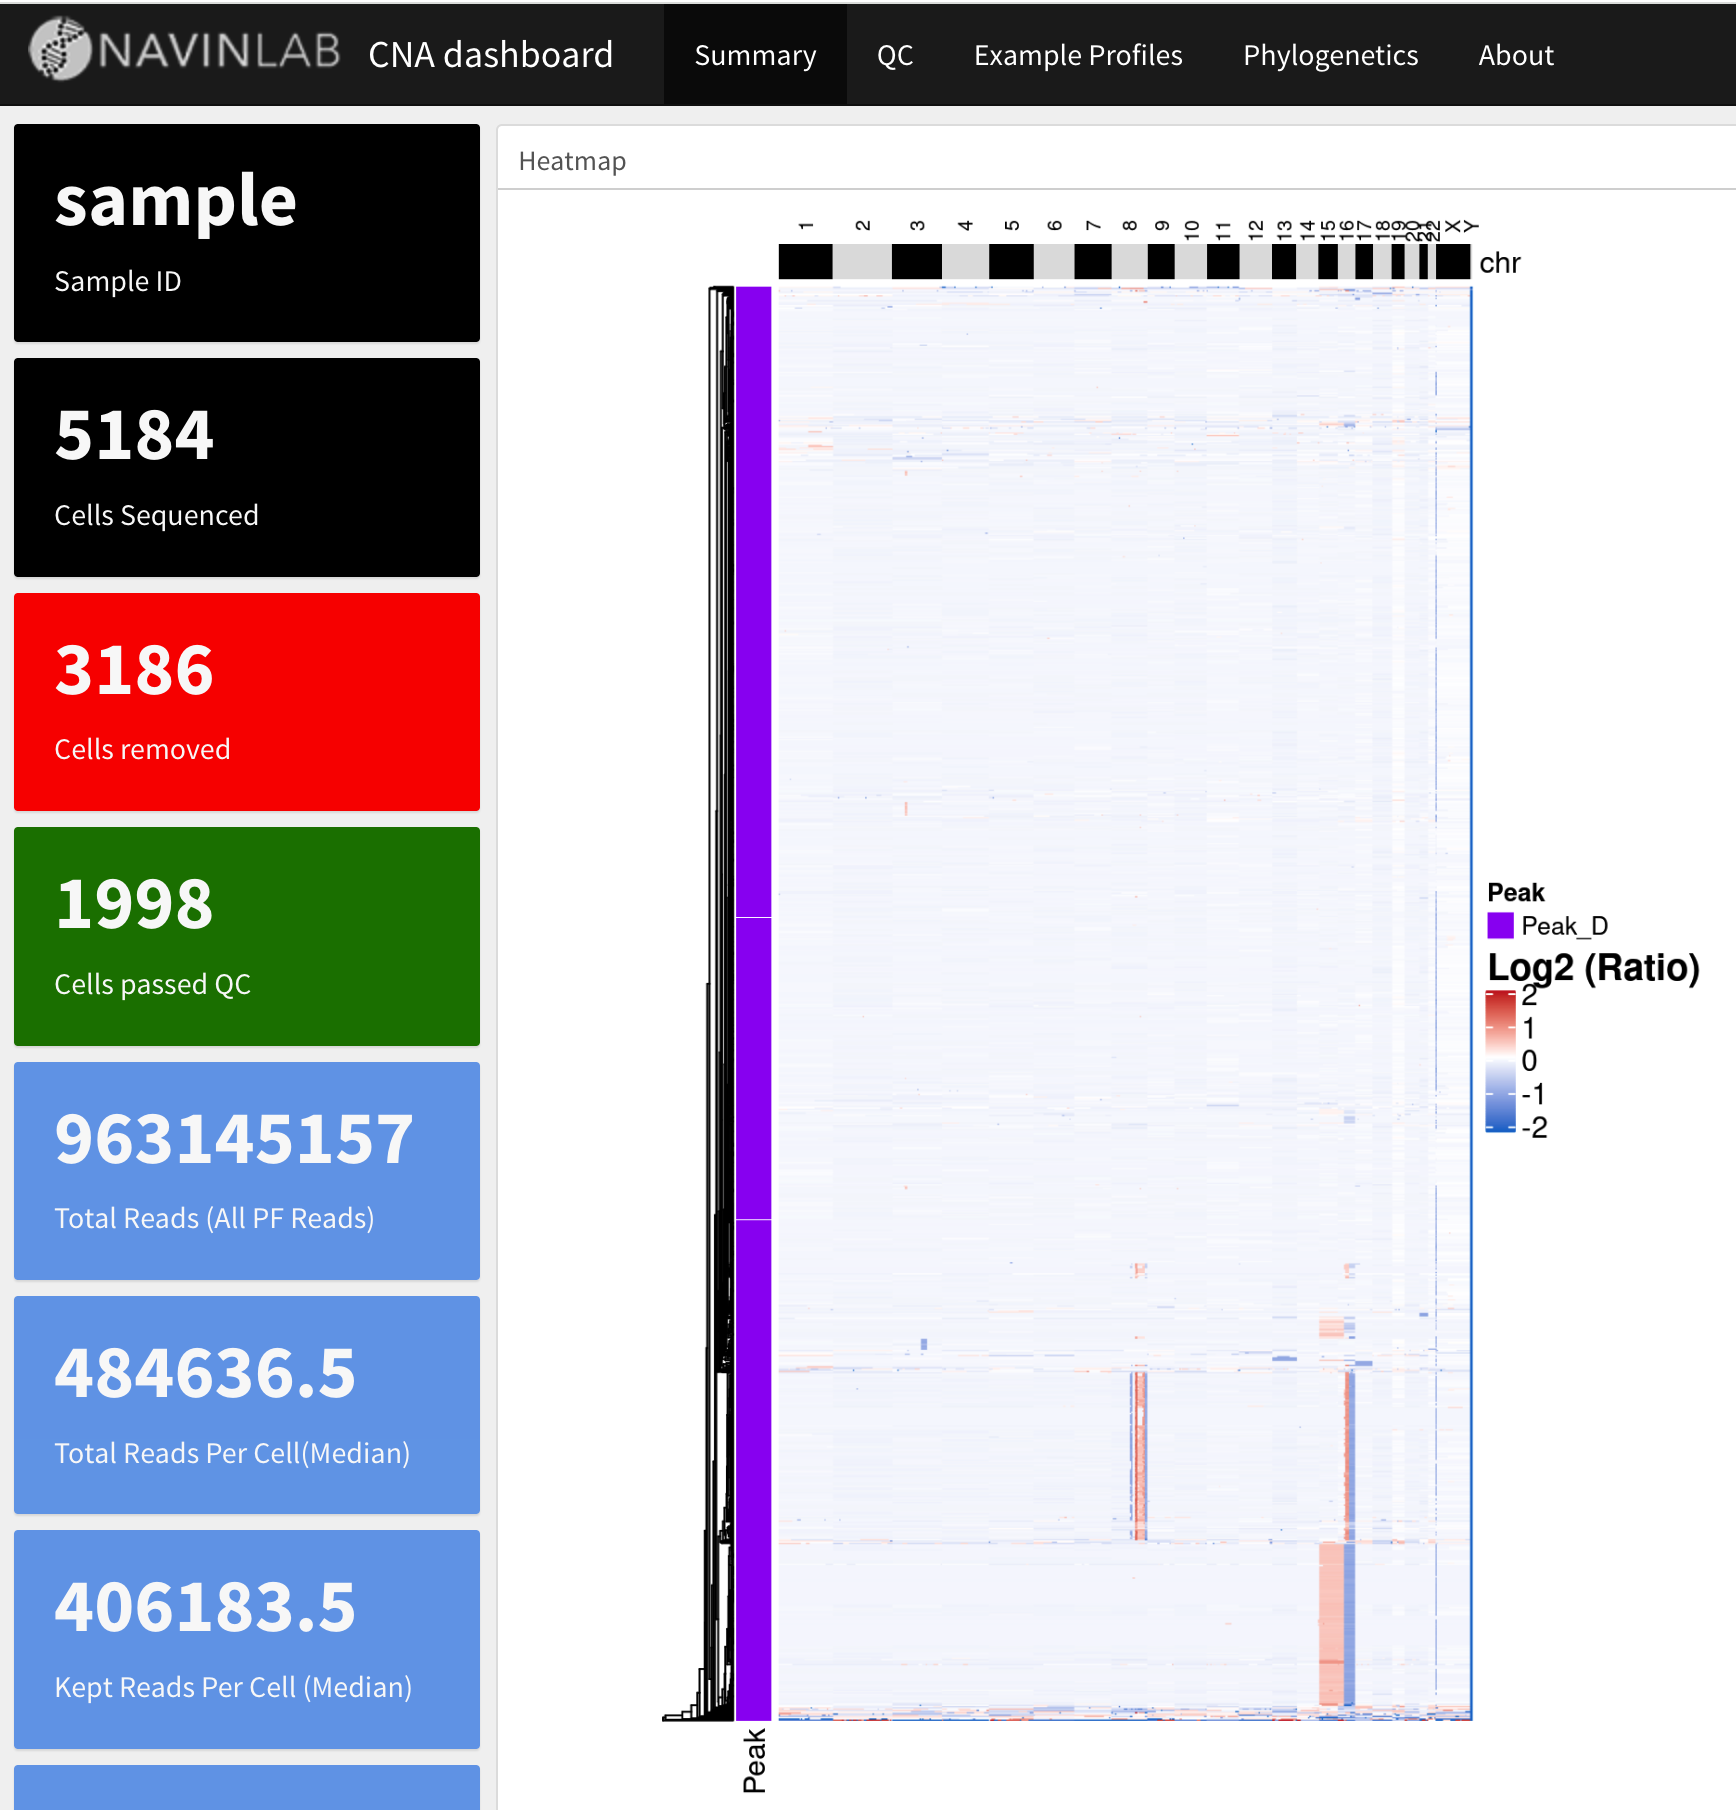 NAVINLAB CNA dashboard Summary QC Example Profiles Phylogenetics About
sample
Sample ID
5184
Cells Sequenced
3186
Cells removed
1998
Cells passed QC
963145157
Total Reads (All PF Reads)
484636.5
Total Reads Per Cell(Median)
406183.5
Kept Reads Per Cell (Median)
Heatmap
1 2 3 4 5 6 7 8 9 10 11 12 13 14 15 16 17 18 19 20 21 22 X Y
chr
Peak
Peak_D
Log2 (Ratio)
2
1
0
-1
-2
Peak